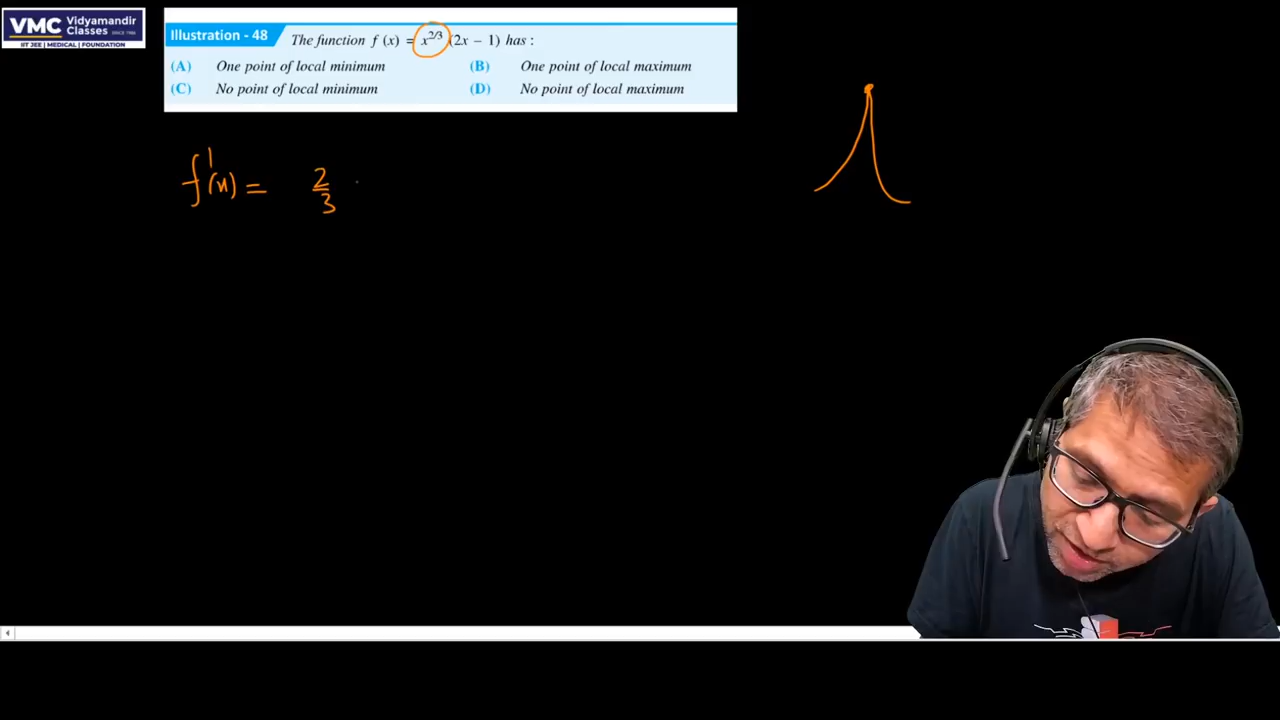 VMC Vidyamandir Classes SINCE 1986
IIT JEE | MEDICAL | FOUNDATION
Illustration - 48 The function f (x) = x^{2/3} (2x – 1) has :
(A) One point of local minimum (B) One point of local maximum
(C) No point of local minimum (D) No point of local maximum
f'(x) = 2/3